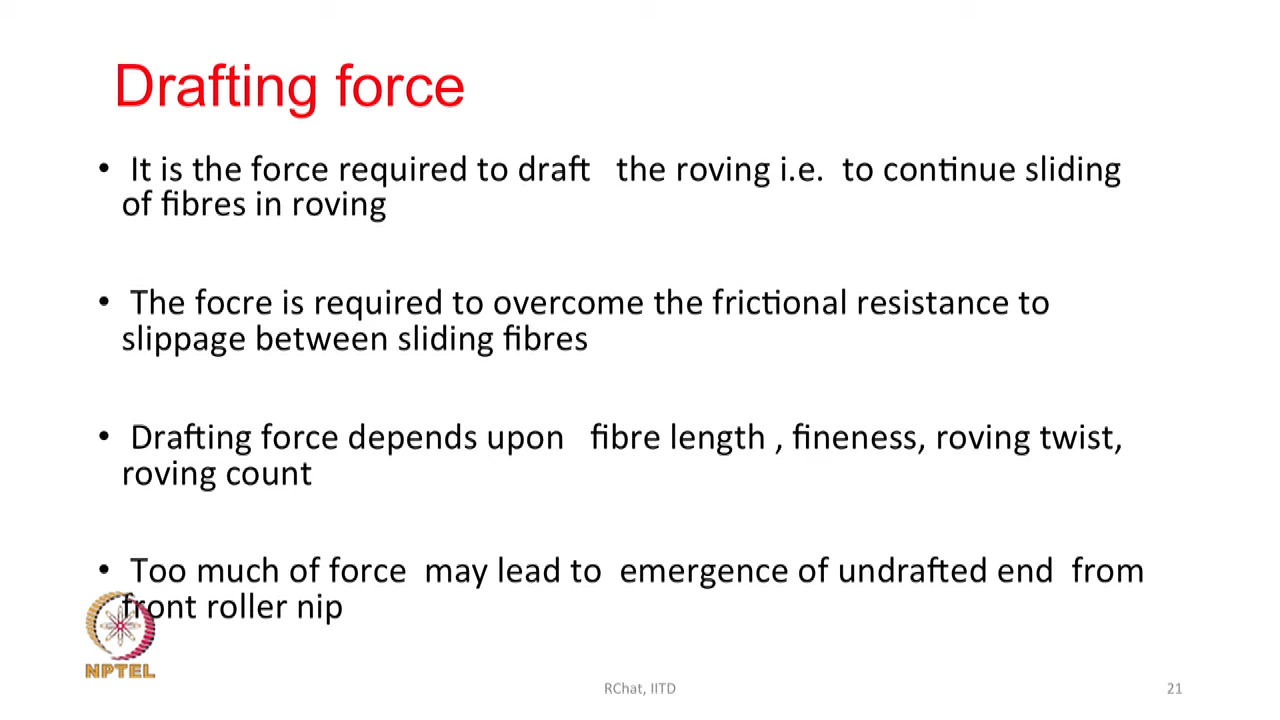 Drafting force
• It is the force required to draft the roving i.e. to continue sliding
of fibres in roving
• The focre is required to overcome the frictional resistance to
slippage between sliding fibres
• Drafting force depends upon fibre length , fineness, roving twist,
roving count
• Too much of force may lead to emergence of undrafted end from
front roller nip
NPTEL
RChat, IITD
21